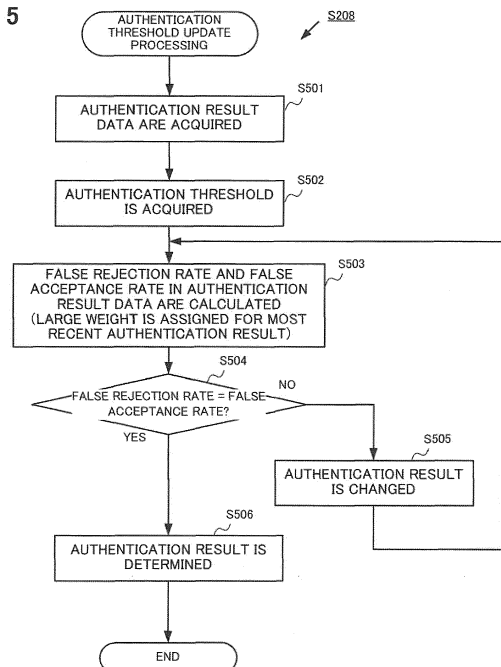 5
AUTHENTICATION
THRESHOLD UPDATE
PROCESSING
S208
S501
AUTHENTICATION RESULT
DATA ARE ACQUIRED
S502
AUTHENTICATION THRESHOLD
IS ACQUIRED
S503
FALSE REJECTION RATE AND FALSE
ACCEPTANCE RATE IN AUTHENTICATION
RESULT DATA ARE CALCULATED
(LARGE WEIGHT IS ASSIGNED FOR MOST
RECENT AUTHENTICATION RESULT)
S504
FALSE REJECTION RATE = FALSE
ACCEPTANCE RATE?
NO
YES
S505
AUTHENTICATION RESULT
IS CHANGED
S506
AUTHENTICATION RESULT IS
DETERMINED
END